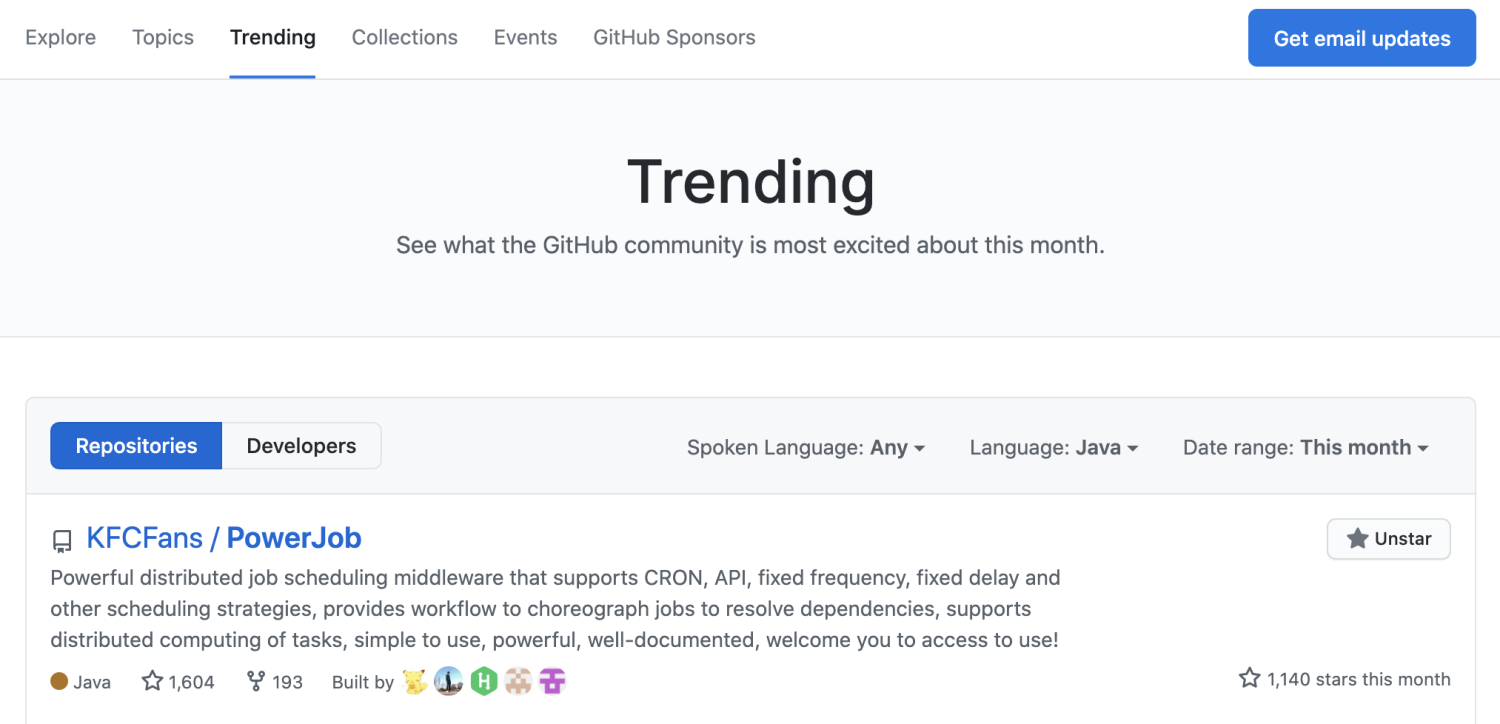 Explore Topics Trending Collections Events GitHub Sponsors Get email updates
Trending
See what the GitHub community is most excited about this month.
Repositories Developers Spoken Language: Any Language: Java Date range: This month
KFCFans / PowerJob Unstar
Powerful distributed job scheduling middleware that supports CRON, API, fixed frequency, fixed delay and
other scheduling strategies, provides workflow to choreograph jobs to resolve dependencies, supports
distributed computing of tasks, simple to use, powerful, well-documented, welcome you to access to use!
Java 1,604 193 Built by H 1,140 stars this month